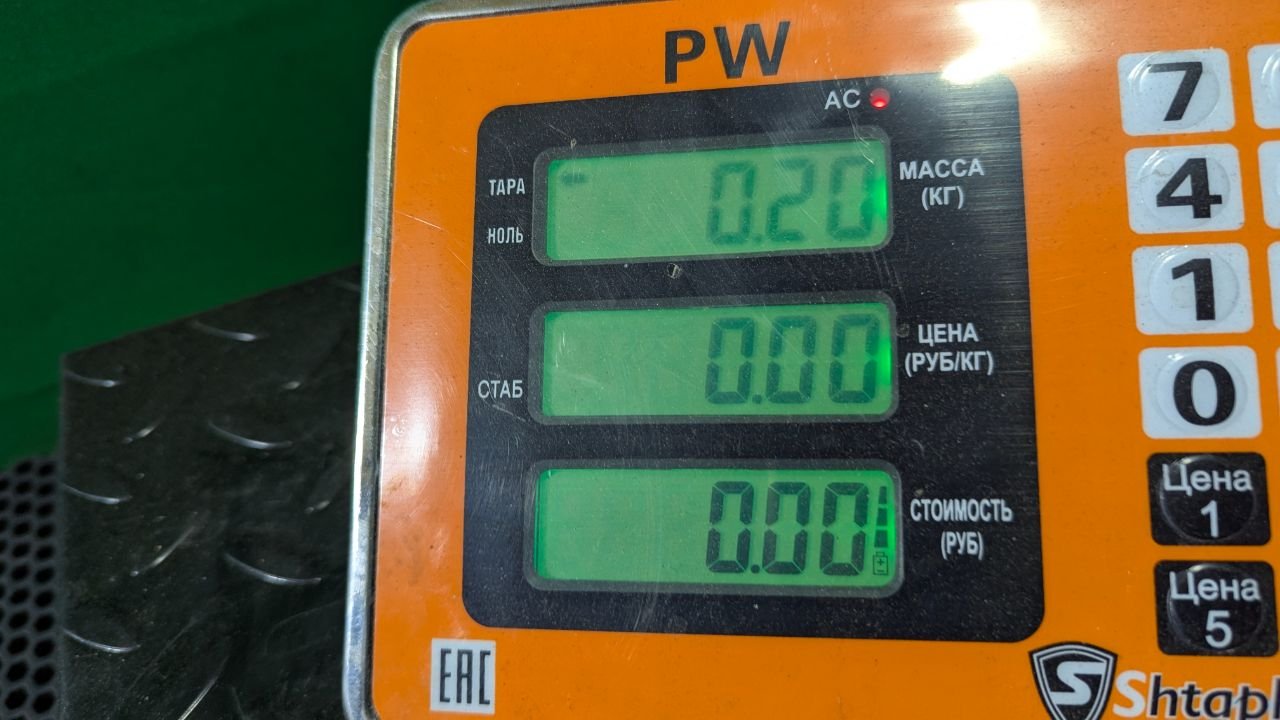 PW
AC
ТАРА
НОЛЬ
0.20
МАССА
(КГ)
СТАБ
0.00
ЦЕНА
(РУБ/КГ)
0.00
СТОИМОСТЬ
(РУБ)
7
4
1
0
Цена
1
Цена
5
EAC